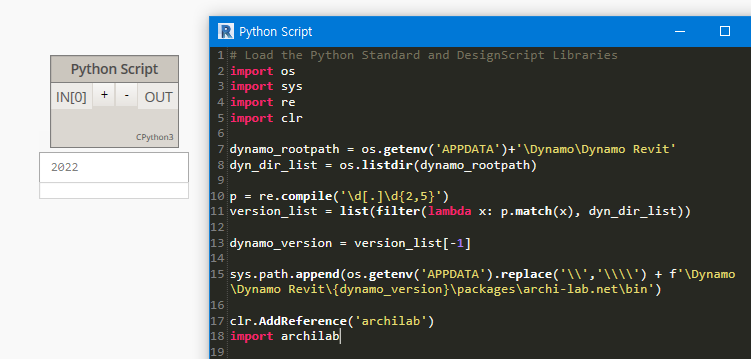 Python Script
IN[0] + - OUT
CPython3
2022
R Python Script
1 # Load the Python Standard and DesignScript Libraries
2 import os
3 import sys
4 import re
5 import clr
6
7 dynamo_rootpath = os.getenv('APPDATA')+'\Dynamo\Dynamo Revit'
8 dyn_dir_list = os.listdir(dynamo_rootpath)
9
10 p = re.compile('\d[.]\d{2,5}')
11 version_list = list(filter(lambda x: p.match(x), dyn_dir_list))
12
13 dynamo_version = version_list[-1]
14
15 sys.path.append(os.getenv('APPDATA').replace('\\','\\\\') + f'\Dynamo
\Dynamo Revit\{dynamo_version}\packages\archi-lab.net\bin')
16
17 clr.AddReference('archilab')
18 import archilab
19